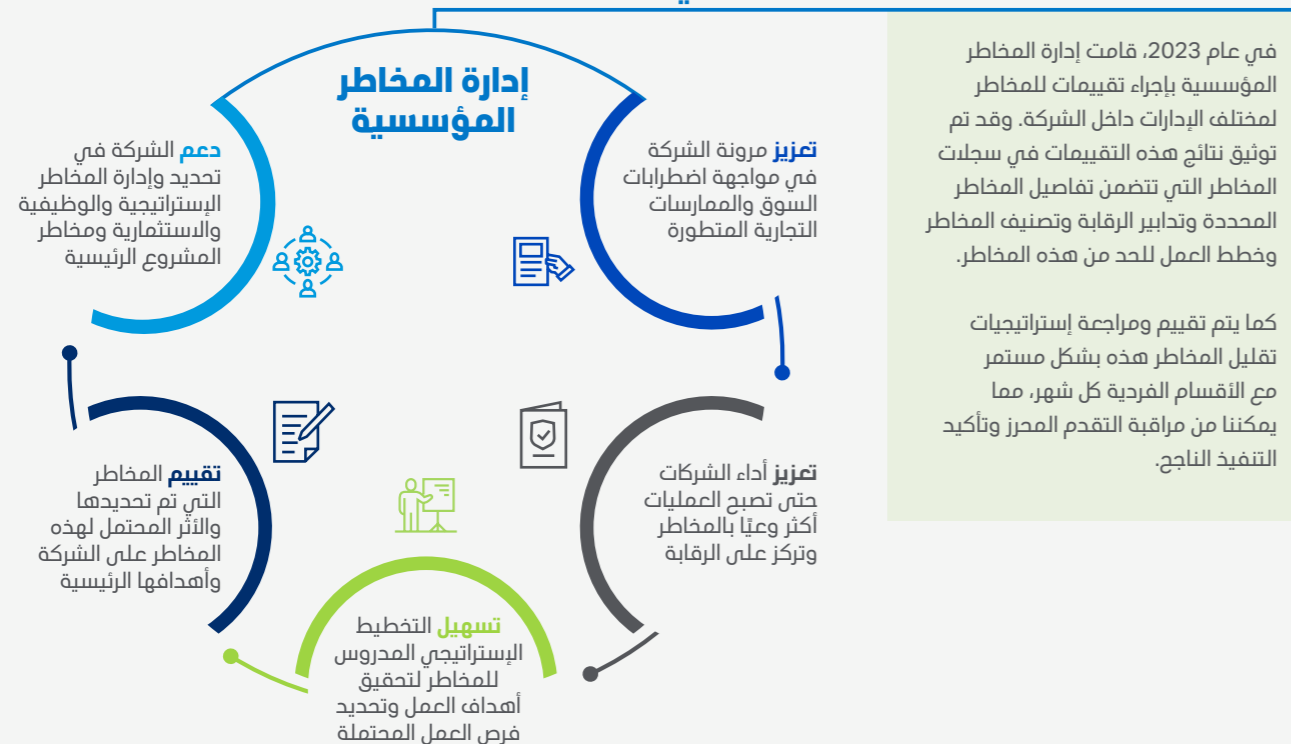 في عام 2023، قامت إدارة المخاطر
المؤسسية بإجراء تقييمات للمخاطر
لمختلف الإدارات داخل الشركة. وقد تم
توثيق نتائج هذه التقييمات في سجلات
المخاطر التي تتضمن تفاصيل المخاطر
المحددة وتدابير الرقابة وتصنيف المخاطر
وخطط العمل للحد من هذه المخاطر.
كما يتم تقييم ومراجعة إستراتيجيات
تقليل المخاطر هذه بشكل مستمر
مع الأقسام الفردية كل شهر، مما
يمكننا من مراقبة التقدم المحرز وتأكيد
التنفيذ الناجح.
إدارة المخاطر
المؤسسية
تعزيز مرونة الشركة
في مواجهة اضطرابات
السوق والممارسات
التجارية المتطورة
دعم الشركة في
تحديد وإدارة المخاطر
الإستراتيجية والوظيفية
والاستثمارية ومخاطر
المشروع الرئيسية
تعزيز أداء الشركات
حتى تصبح العمليات
أكثر وعيًا بالمخاطر
وتركز على الرقابة
تقييم المخاطر
التي تم تحديدها
والأثر المحتمل لهذه
المخاطر على الشركة
وأهدافها الرئيسية
تسهيل التخطيط
الإستراتيجي المدروس
للمخاطر لتحقيق
أهداف العمل وتحديد
فرص العمل المحتملة